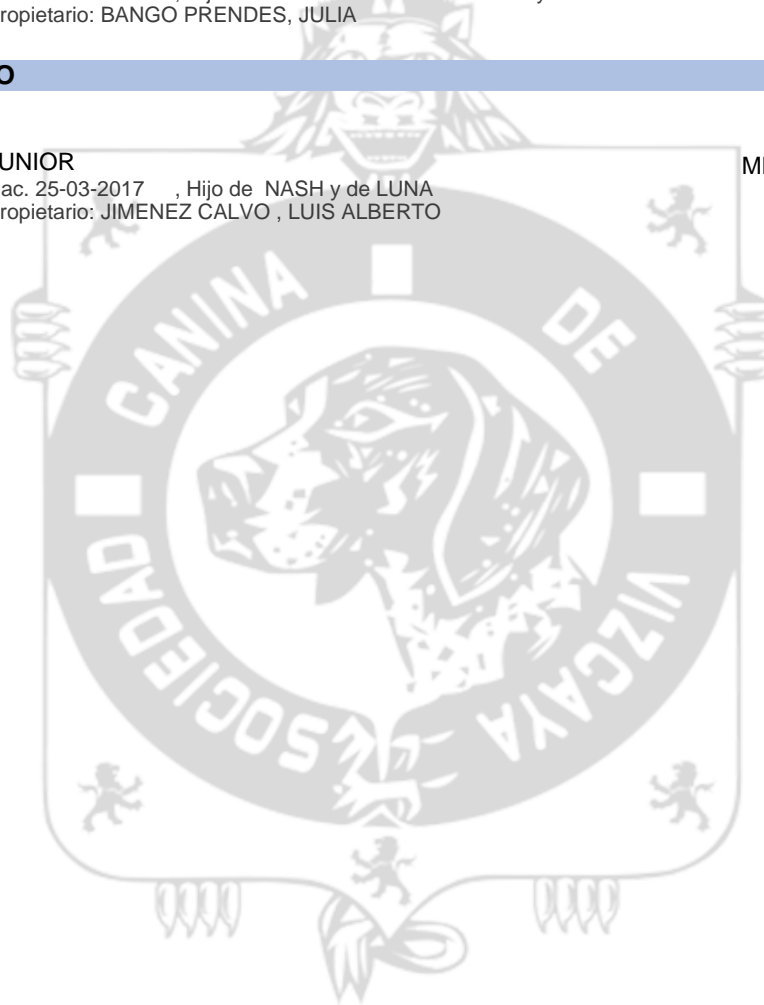 ropietario: BANGO PRENDES, JULIA
O
UNIOR
ac. 25-03-2017 , Hijo de NASH y de LUNA
ropietario: JIMENEZ CALVO , LUIS ALBERTO
SOCIEDAD CANINA DE VIZCAYA